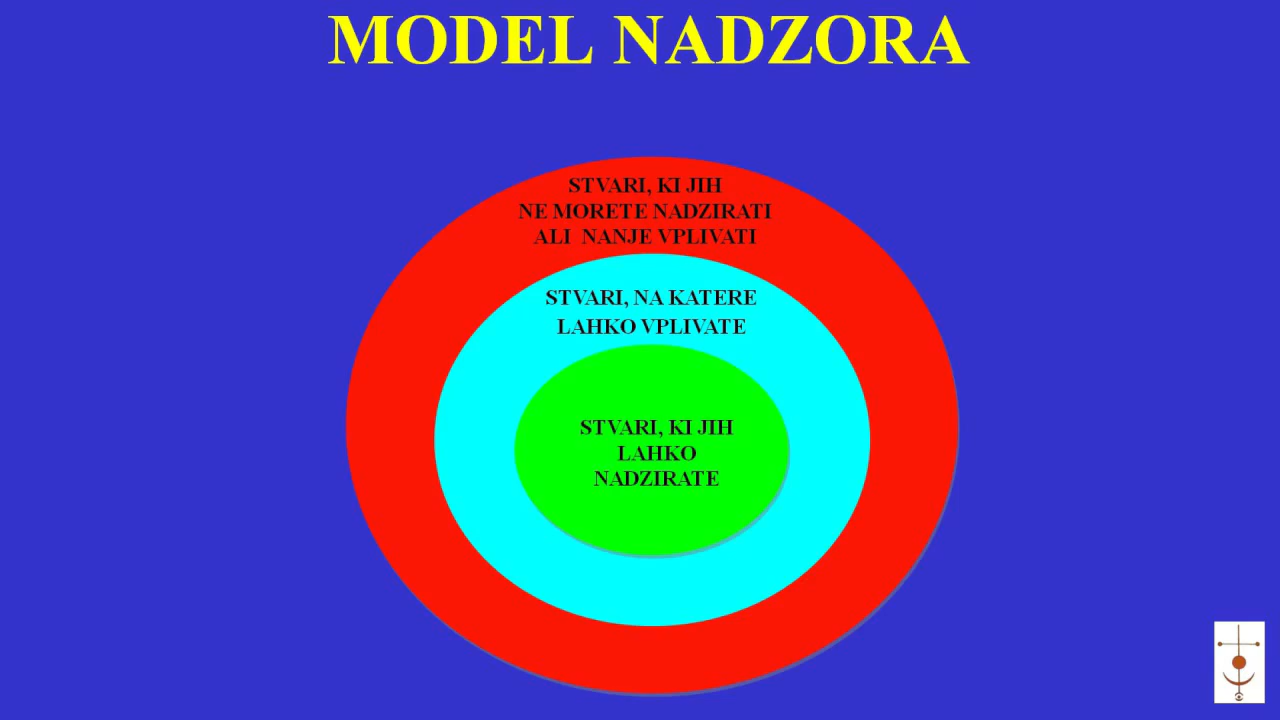 MODEL NADZORA
STVARI, KI JIH
NE MORETE NADZIRATI
ALI NANJE VPLIVATI
STVARI, NA KATERE
LAHKO VPLIVATE
STVARI, KI JIH
LAHKO
NADZIRATE